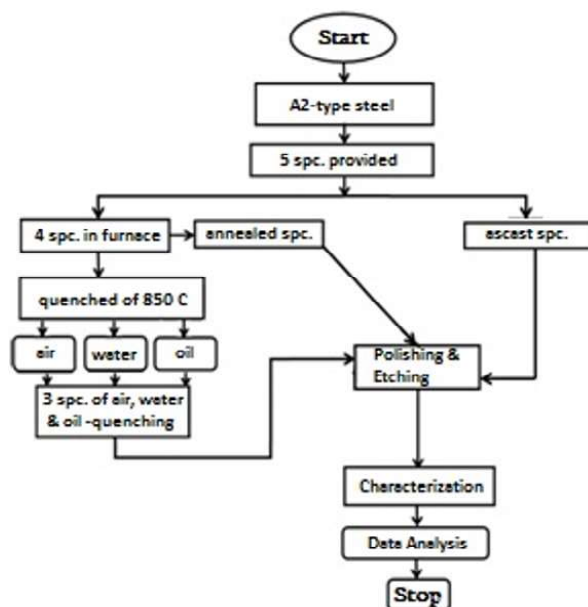 Start
A2-type steel
5 spc. provided
4 spc. in furnace
annealed spc.
ascast spc.
quenched of 850 C
air
water
oil
3 spc. of air, water
& oil -quenching
Polishing &
Etching
Characterization
Data Analysis
Stop